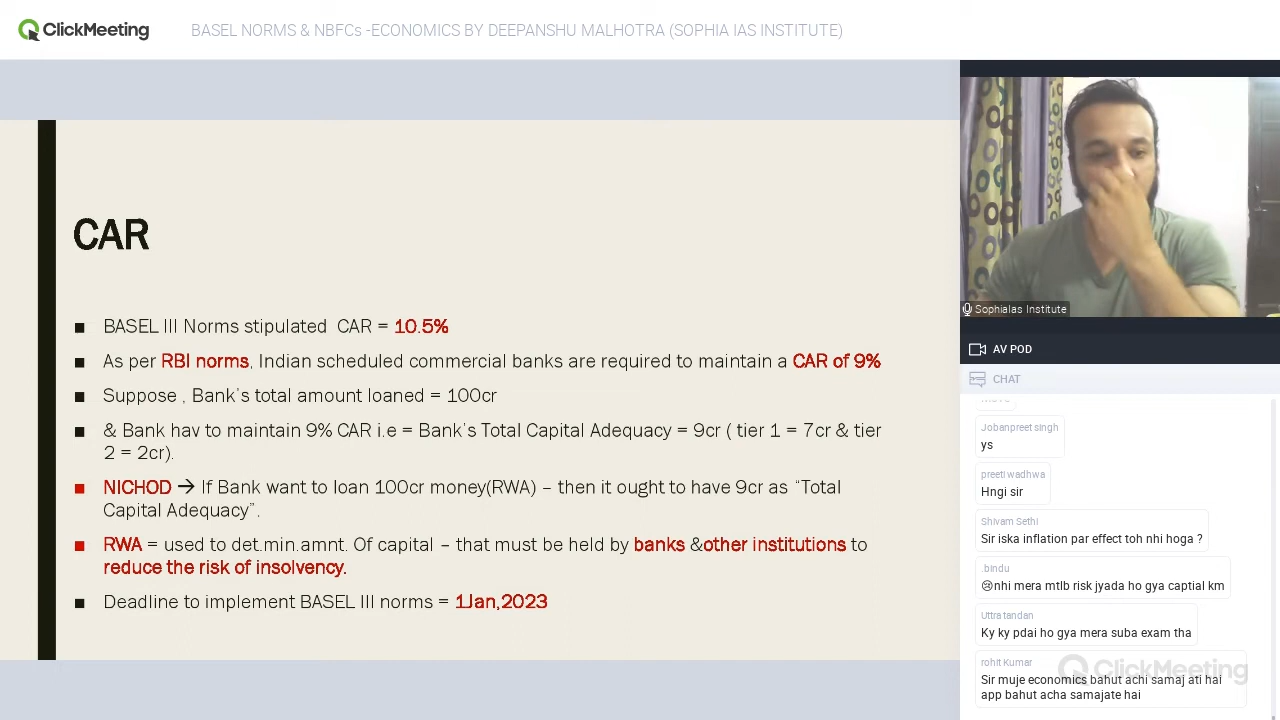 ClickMeeting
BASEL NORMS & NBFCs -ECONOMICS BY DEEPANSHU MALHOTRA (SOPHIA IAS INSTITUTE)
CAR
■ BASEL III Norms stipulated CAR = 10.5%
■ As per RBI norms, Indian scheduled commercial banks are required to maintain a CAR of 9%
■ Suppose , Bank's total amount loaned = 100cr
■ & Bank hav to maintain 9% CAR i.e = Bank's Total Capital Adequacy = 9cr ( tier 1 = 7cr & tier
2 = 2cr).
■ NICHOD → If Bank want to loan 100cr money(RWA) – then it ought to have 9cr as "Total
Capital Adequacy".
■ RWA = used to det.min.amnt. Of capital – that must be held by banks &other institutions to
reduce the risk of insolvency.
■ Deadline to implement BASEL III norms = 1Jan,2023
SophiaIas Institute
AV POD
CHAT
Jobanpreet singh
ys
preeti wadhwa
Hngi sir
Shivam Sethi
Sir iska inflation par effect toh nhi hoga ?
.bindu
😢nhi mera mtlb risk jyada ho gya captial km
Uttra tandan
Ky ky pdai ho gya mera suba exam tha
rohit Kumar
Sir muje economics bahut achi samaj ati hai
app bahut acha samajate hai
ClickMeeting